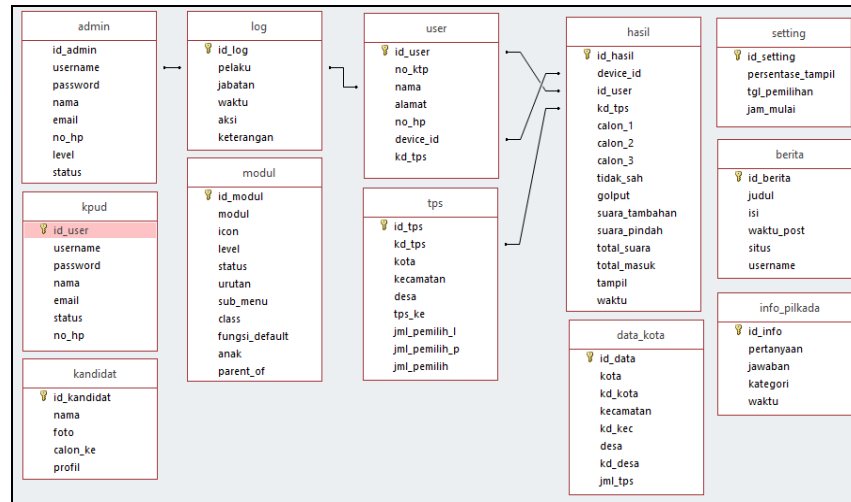 admin
id_admin
username
password
nama
email
no_hp
level
status
log
id_log
pelaku
jabatan
waktu
aksi
keterangan
user
id_user
no_ktp
nama
alamat
no_hp
device_id
kd_tps
hasil
id_hasil
device_id
id_user
kd_tps
calon_1
calon_2
calon_3
tidak_sah
golput
suara_tambahan
suara_pindah
total_suara
total_masuk
tampil
waktu
setting
id_setting
persentase_tampil
tgl_pemilihan
jam_mulai
kpud
id_user
username
password
nama
email
status
no_hp
modul
id_modul
modul
icon
level
status
urutan
sub_menu
class
fungsi_default
anak
parent_of
tps
id_tps
kd_tps
kota
kecamatan
desa
tps_ke
jml_pemilih_l
jml_pemilih_p
jml_pemilih
berita
id_berita
judul
isi
waktu_post
situs
username
kandidat
id_kandidat
nama
foto
calon_ke
profil
data_kota
id_data
kota
kd_kota
kecamatan
kd_kec
desa
kd_desa
jml_tps
info_pilkada
id_info
pertanyaan
jawaban
kategori
waktu